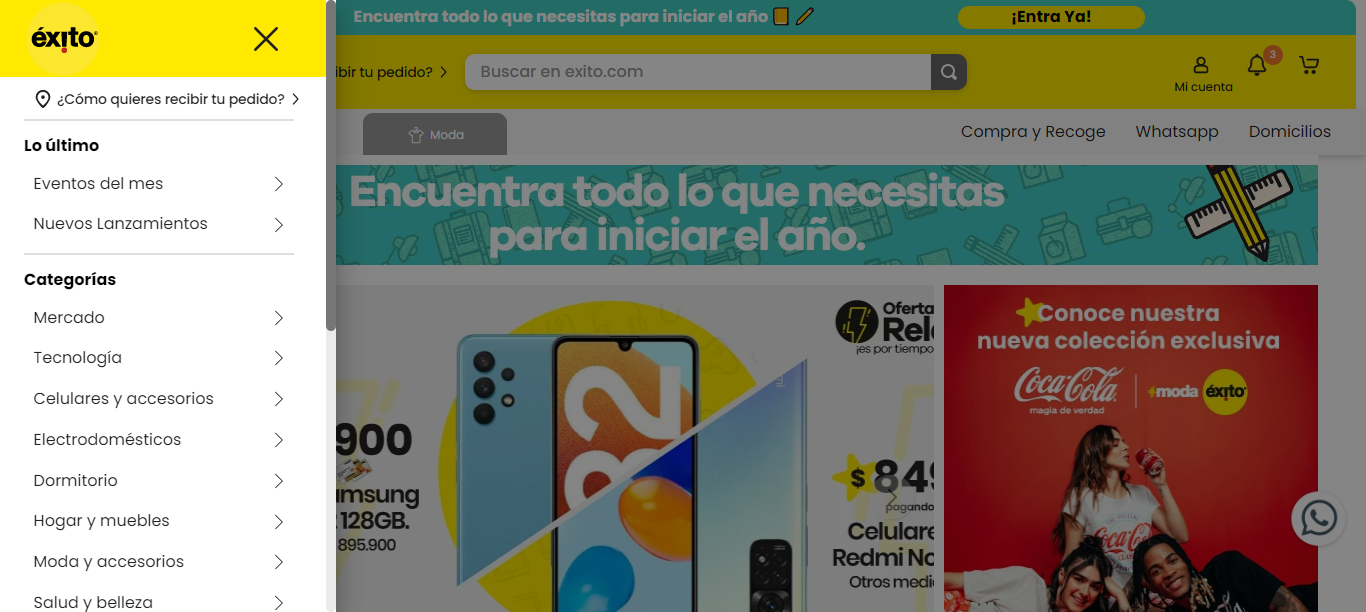 éxito
¿Cómo quieres recibir tu pedido?
Lo último
Eventos del mes
Nuevos Lanzamientos
Categorías
Mercado
Tecnología
Celulares y accesorios
Electrodomésticos
Dormitorio
Hogar y muebles
Moda y accesorios
Salud y belleza
Encuentra todo lo que necesitas para iniciar el año
¡Entra Ya!
ibir tu pedido?
Buscar en exito.com
Mi cuenta
3
Moda
Compra y Recoge
Whatsapp
Domicilios
Encuentra todo lo que necesitas
para iniciar el año.
Oferta
Relá
¡es por tiempo
900
msung
128GB.
895.900
$ 849
pagando
Celulare
Redmi No
Otros medi
Conoce nuestra
nueva colección exclusiva
Coca-Cola
magia de verdad
moda éxito
Coca-Cola